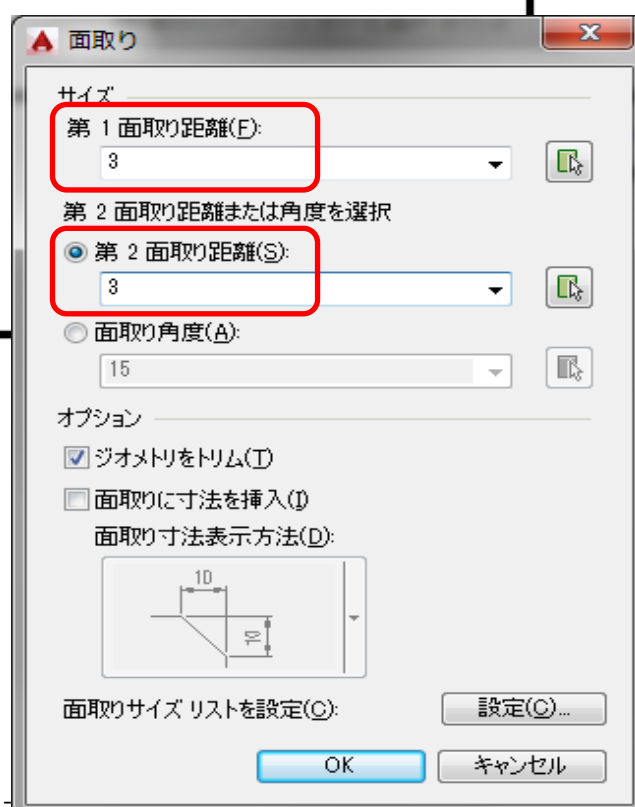 面取り
サイズ
第 1 面取り距離(F):
3
第 2 面取り距離または角度を選択
第 2 面取り距離(S):
3
面取り角度(A):
15
オプション
ジオメトリをトリム(T)
面取りに寸法を挿入(I)
面取り寸法表示方法(D):
10
10
面取りサイズ リストを設定(C):
設定(C)...
OK
キャンセル